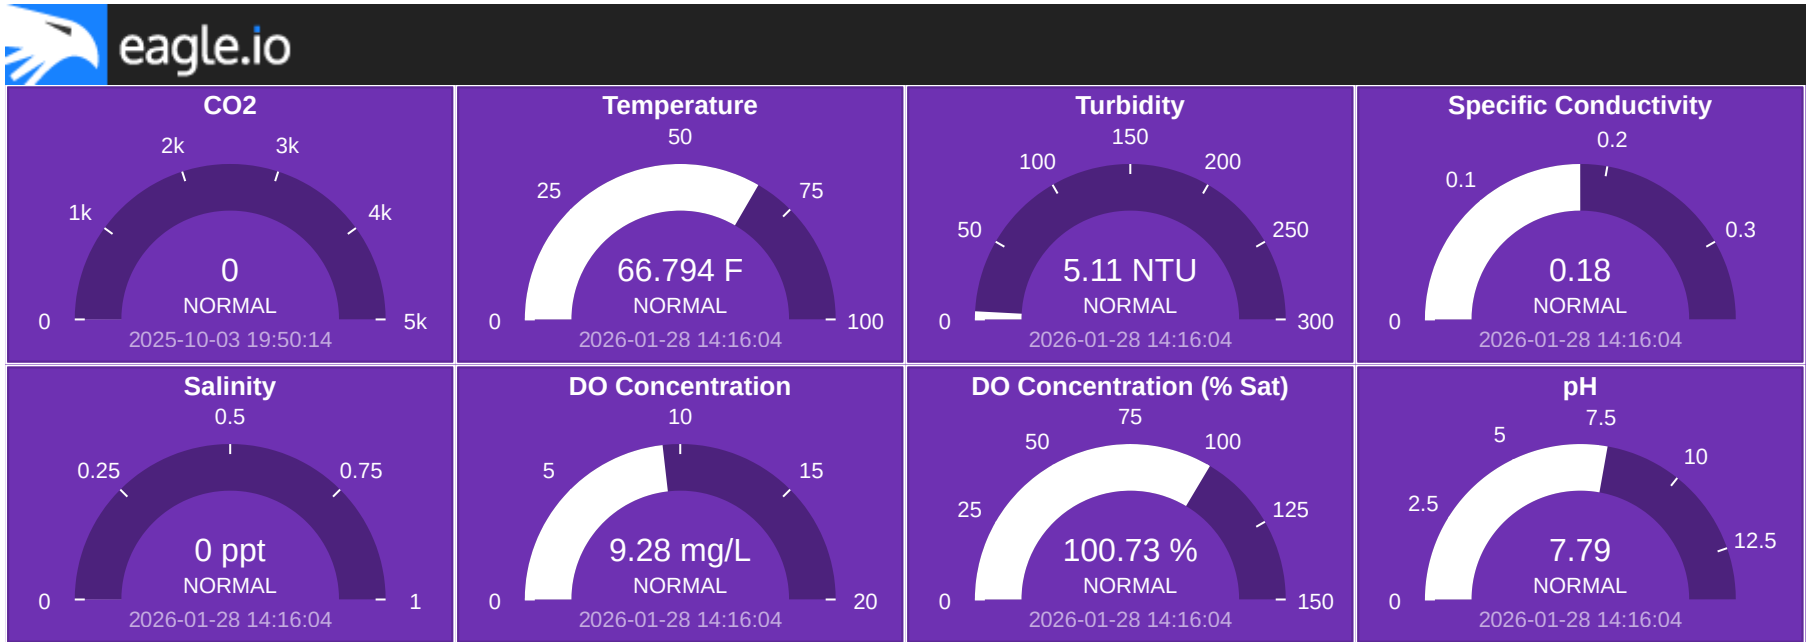 eagle.io
CO2
0
1k
2k
3k
4k
5k
0
NORMAL
2025-10-03 19:50:14
Temperature
0
25
50
75
100
66.794 F
NORMAL
2026-01-28 14:16:04
Turbidity
0
50
100
150
200
250
300
5.11 NTU
NORMAL
2026-01-28 14:16:04
Specific Conductivity
0
0.1
0.2
0.3
0.18
NORMAL
2026-01-28 14:16:04
Salinity
0
0.25
0.5
0.75
1
0 ppt
NORMAL
2026-01-28 14:16:04
DO Concentration
0
5
10
15
20
9.28 mg/L
NORMAL
2026-01-28 14:16:04
DO Concentration (% Sat)
0
25
50
75
100
125
150
100.73 %
NORMAL
2026-01-28 14:16:04
pH
0
2.5
5
7.5
10
12.5
7.79
NORMAL
2026-01-28 14:16:04